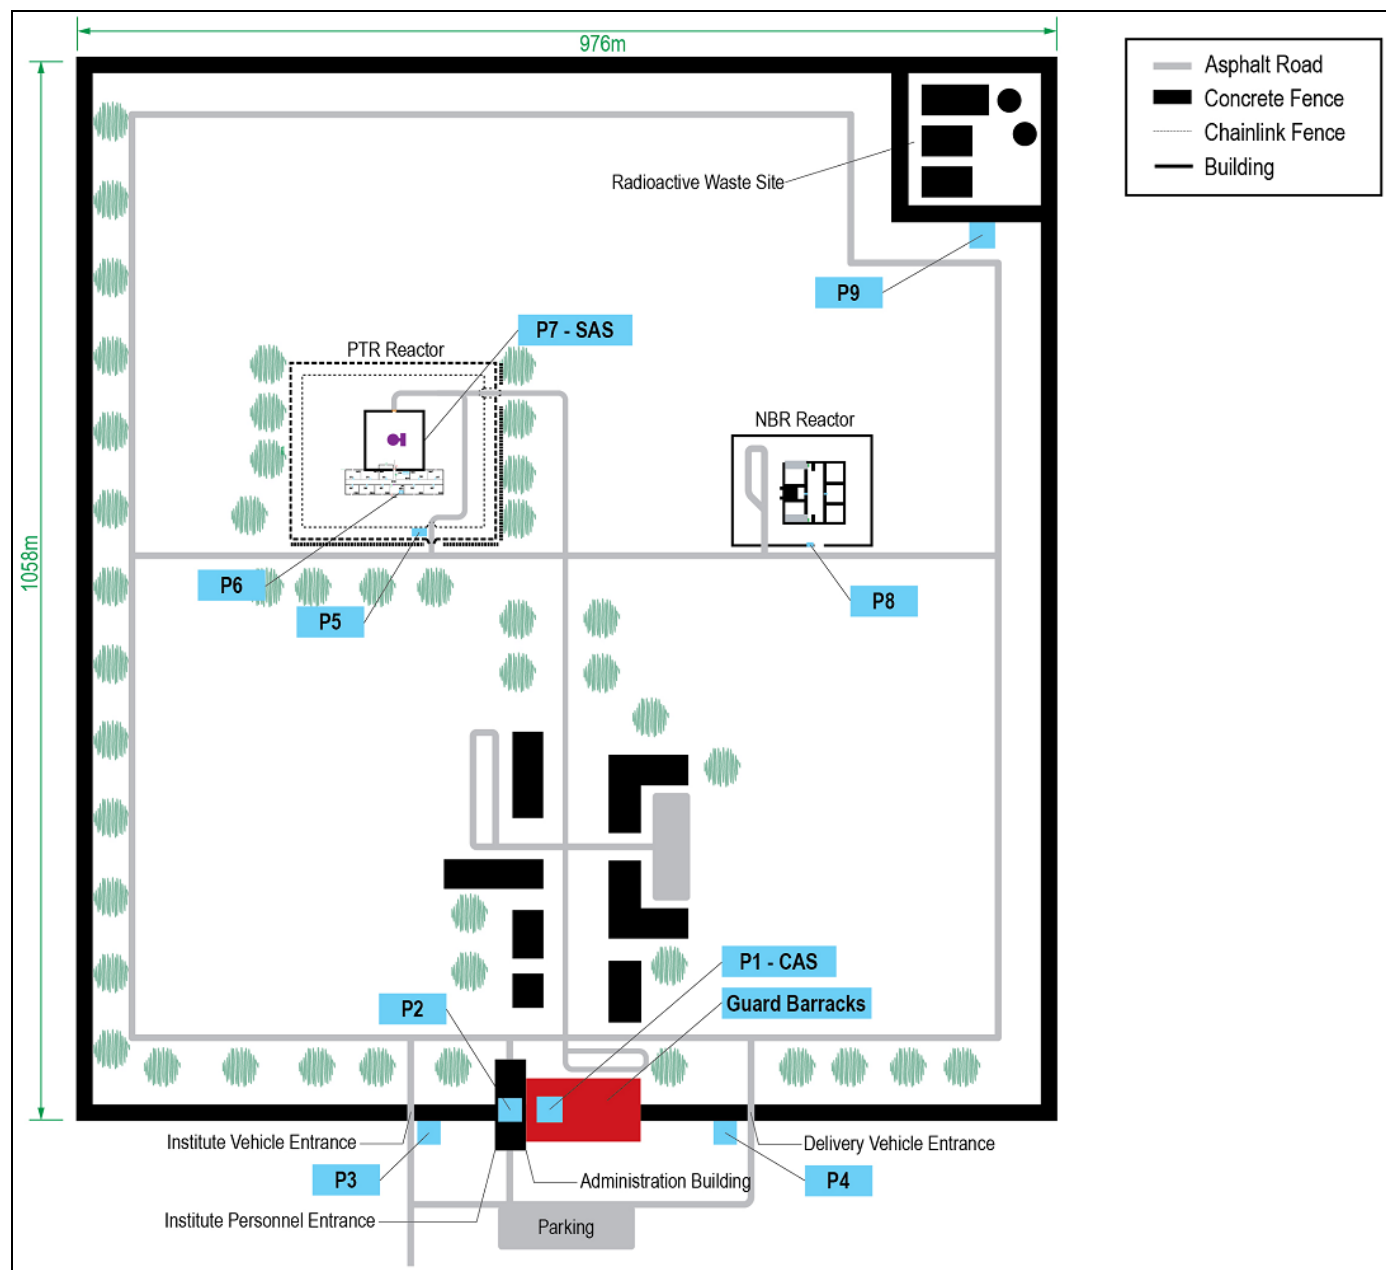 976m
Asphalt Road
Concrete Fence
Chainlink Fence
Building
Radioactive Waste Site
P9
P7 - SAS
PTR Reactor
NBR Reactor
1058m
P6
P5
P8
P1 - CAS
Guard Barracks
P2
Institute Vehicle Entrance
Delivery Vehicle Entrance
P3
Administration Building
P4
Institute Personnel Entrance
Parking